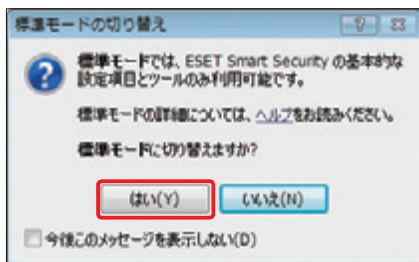 標準モードの切り替え
標準モードでは、ESET Smart Security の基本的な
設定項目とツールのみ利用可能です。
標準モードの詳細については、ヘルプをお読みください。
標準モードに切り替えますか?
はい(Y)
いいえ(N)
今後このメッセージを表示しない(D)